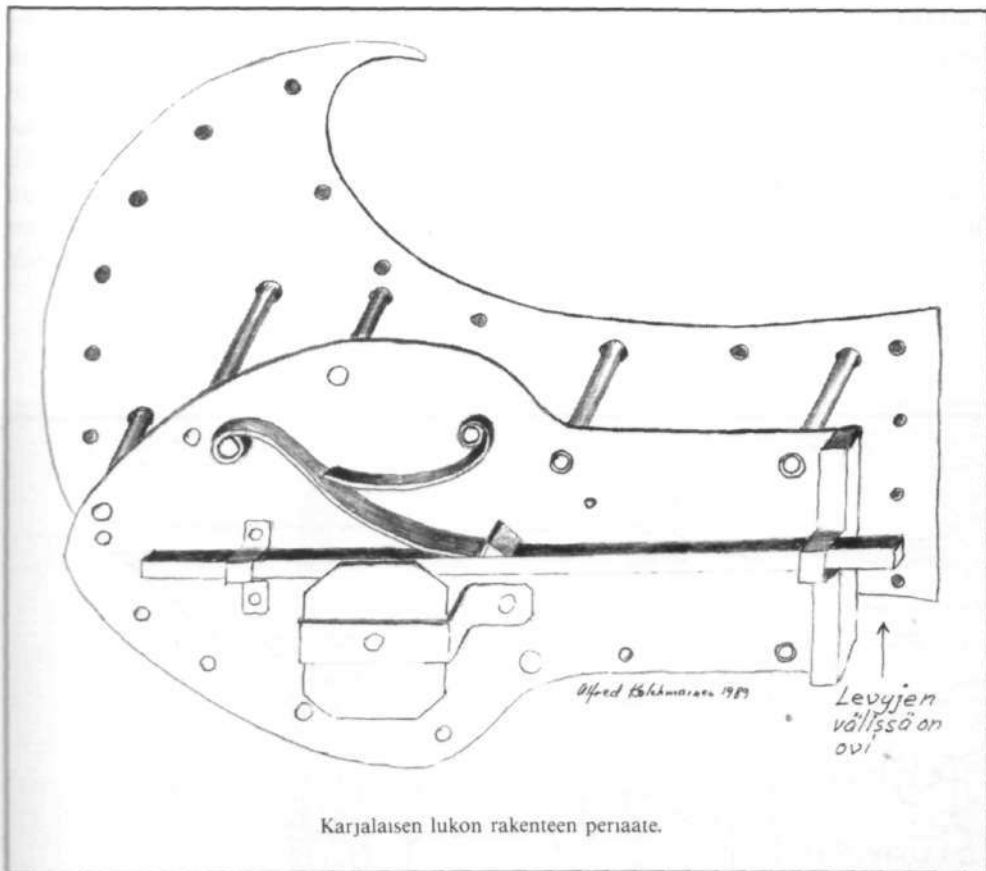 Alfred Kolehmainen 1989
Levyjen
välissä on
ovi
Karjalaisen lukon rakenteen periaate.